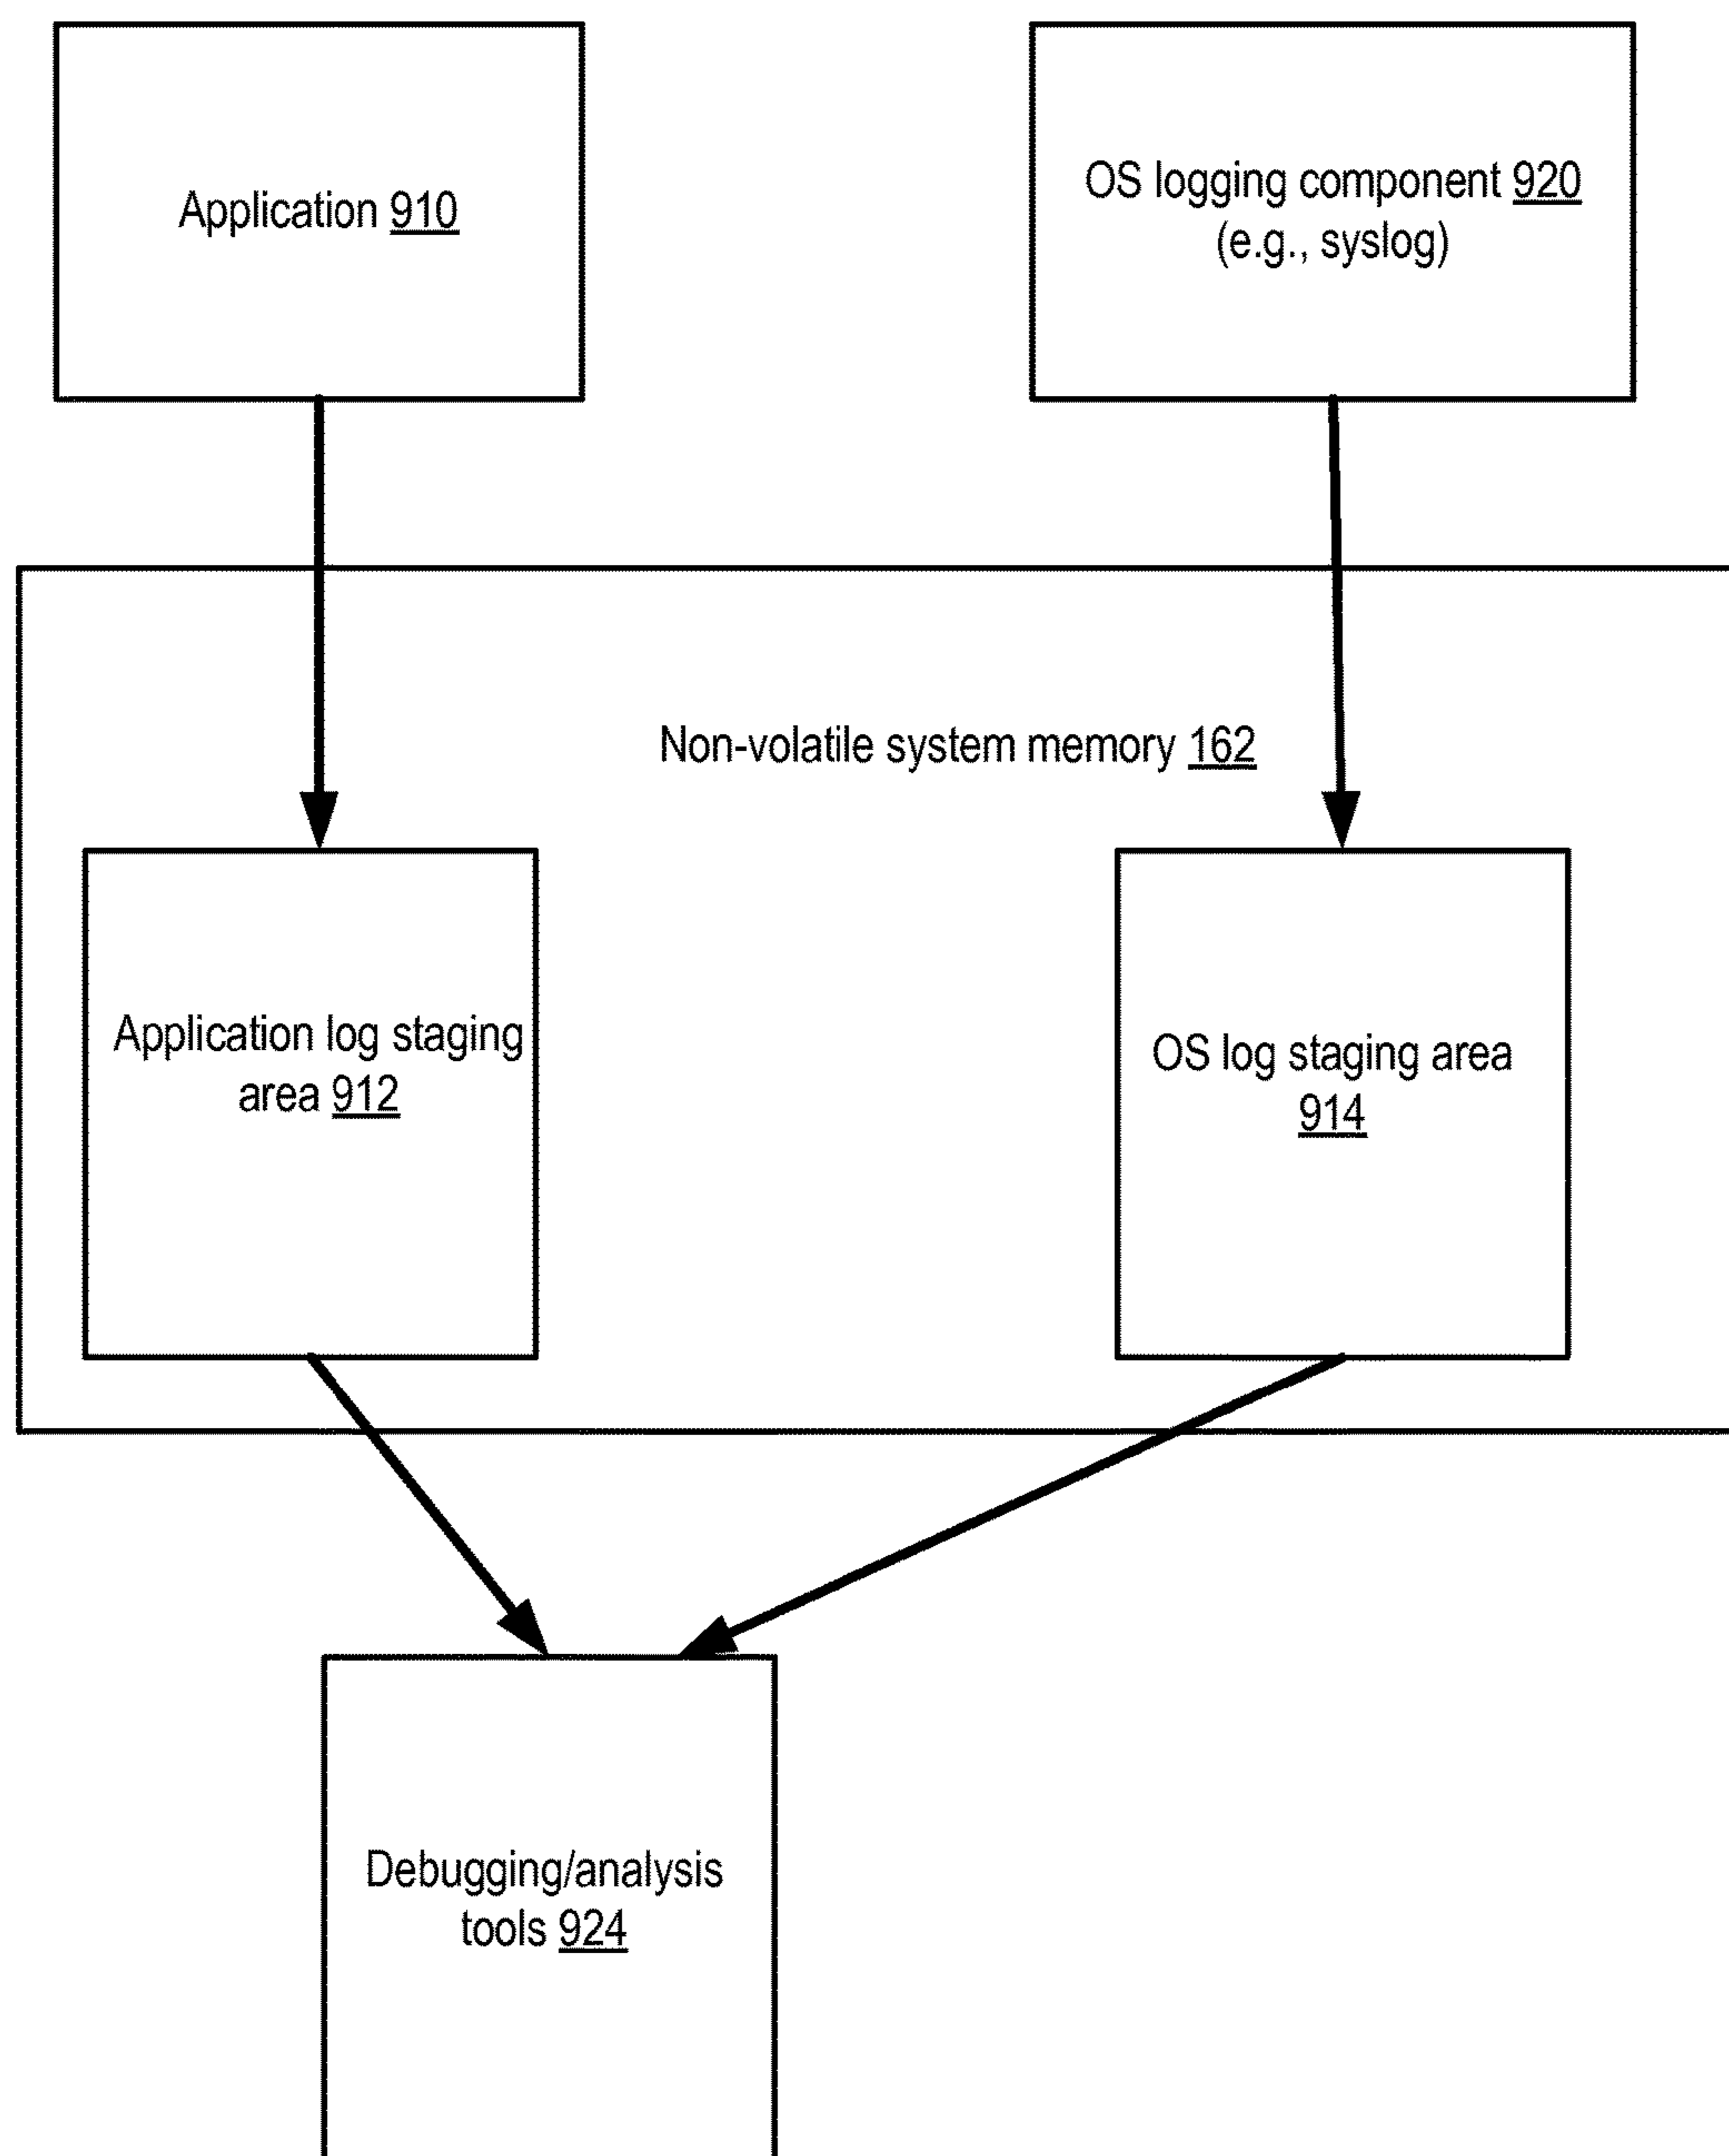 Application 910
OS logging component 920
(e.g., syslog)
Non-volatile system memory 162
Application log staging
area 912
OS log staging area
914
Debugging/analysis
tools 924